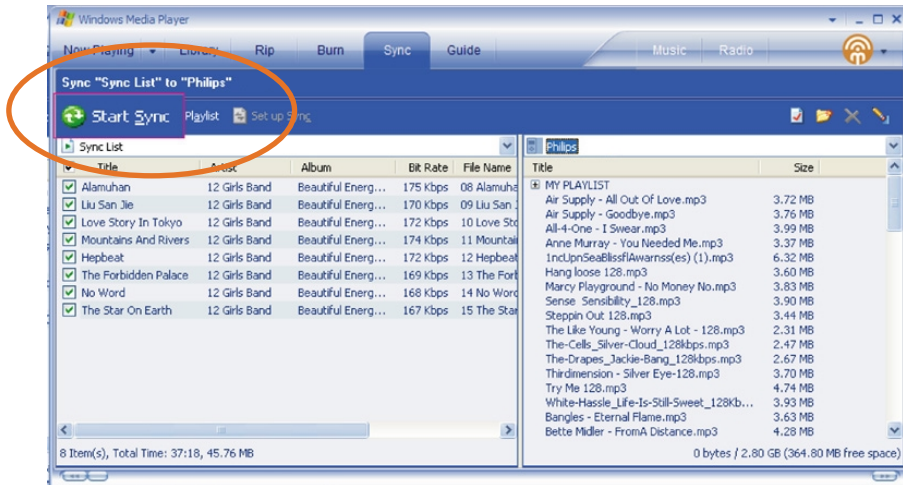 Windows Media Player
Now Playing Library Rip Burn Sync Guide Music Radio
Sync "Sync List" to "Philips"
Start Sync Playlist Set up Sync
Sync List
Title Artist Album Bit Rate File Name
Alamuhan 12 Girls Band Beautiful Energ... 175 Kbps 08 Alamuha
Liu San Jie 12 Girls Band Beautiful Energ... 170 Kbps 09 Liu San
Love Story In Tokyo 12 Girls Band Beautiful Energ... 172 Kbps 10 Love Sto
Mountains And Rivers 12 Girls Band Beautiful Energ... 174 Kbps 11 Mountai
Hepbeat 12 Girls Band Beautiful Energ... 172 Kbps 12 Hepbeat
The Forbidden Palace 12 Girls Band Beautiful Energ... 169 Kbps 13 The Forb
No Word 12 Girls Band Beautiful Energ... 168 Kbps 14 No Word
The Star On Earth 12 Girls Band Beautiful Energ... 167 Kbps 15 The Star
8 Item(s), Total Time: 37:18, 45.76 MB
Philips
Title Size
MY PLAYLIST
Air Supply - All Out Of Love.mp3 3.72 MB
Air Supply - Goodbye.mp3 3.76 MB
All-4-One - I Swear.mp3 3.99 MB
Anne Murray - You Needed Me.mp3 3.37 MB
1ncUpnSeaBlissflAwarnss(es) (1).mp3 6.32 MB
Hang loose 128.mp3 3.60 MB
Marcy Playground - No Money No.mp3 3.83 MB
Sense Sensibility_128.mp3 3.90 MB
Steppin Out 128.mp3 3.44 MB
The Like Young - Worry A Lot - 128.mp3 2.31 MB
The-Cells_Silver-Cloud_128kbps.mp3 2.47 MB
The-Drapes_Jackie-Bang_128kbps.mp3 2.67 MB
Thirdimension - Silver Eye-128.mp3 3.70 MB
Try Me 128.mp3 4.74 MB
White-Hassle_Life-Is-Still-Sweet_128Kb... 3.93 MB
Bangles - Eternal Flame.mp3 3.63 MB
Bette Midler - FromA Distance.mp3 4.28 MB
0 bytes / 2.80 GB (364.80 MB free space)